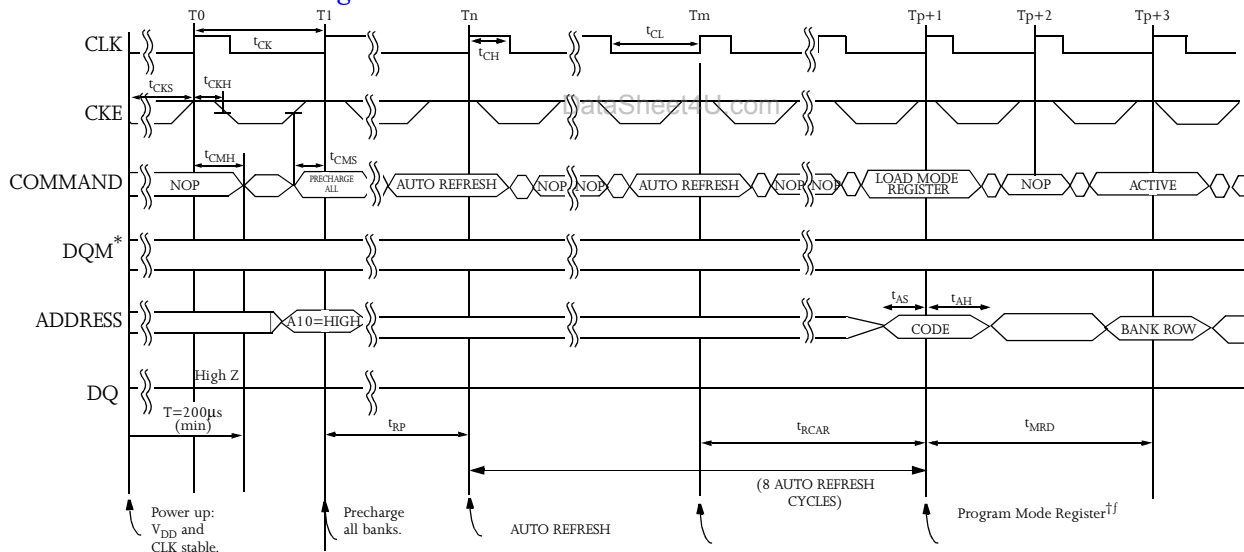 T0 T1 Tn Tm Tp+1 Tp+2 Tp+3
CLK
tCK
tCH
tCL
tCKS
tCKH
CKE
DataSheet4U.com
tCMH
tCMS
COMMAND
NOP
PRECHARGE
ALL
AUTO REFRESH
NOP
NOP
AUTO REFRESH
NOP
NOP
LOAD MODE
REGISTER
NOP
ACTIVE
DQM*
tAS
tAH
ADDRESS
A10=HIGH
CODE
BANK ROW
High Z
DQ
T=200µs
(min)
tRP
tRCAR
tMRD
(8 AUTO REFRESH
CYCLES)
Power up:
VDD and
CLK stable.
Precharge
all banks.
AUTO REFRESH
Program Mode Register†ƒ